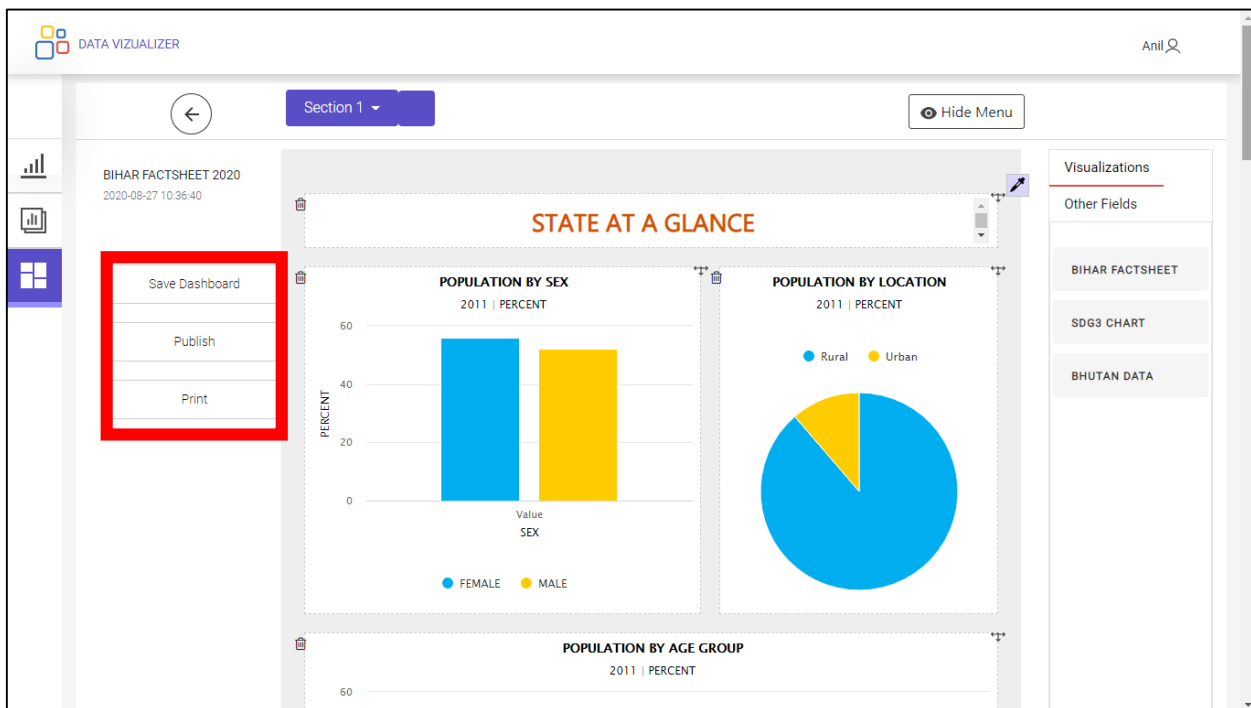 DATA VIZUALIZER
Anil
Section 1
Hide Menu
BIHAR FACTSHEET 2020
2020-08-27 10:36:40
Save Dashboard
Publish
Print
STATE AT A GLANCE
POPULATION BY SEX
2011 | PERCENT
60
40
20
0
PERCENT
Value
SEX
FEMALE MALE
POPULATION BY LOCATION
2011 | PERCENT
Rural Urban
POPULATION BY AGE GROUP
2011 | PERCENT
60
Visualizations
Other Fields
BIHAR FACTSHEET
SDG3 CHART
BHUTAN DATA